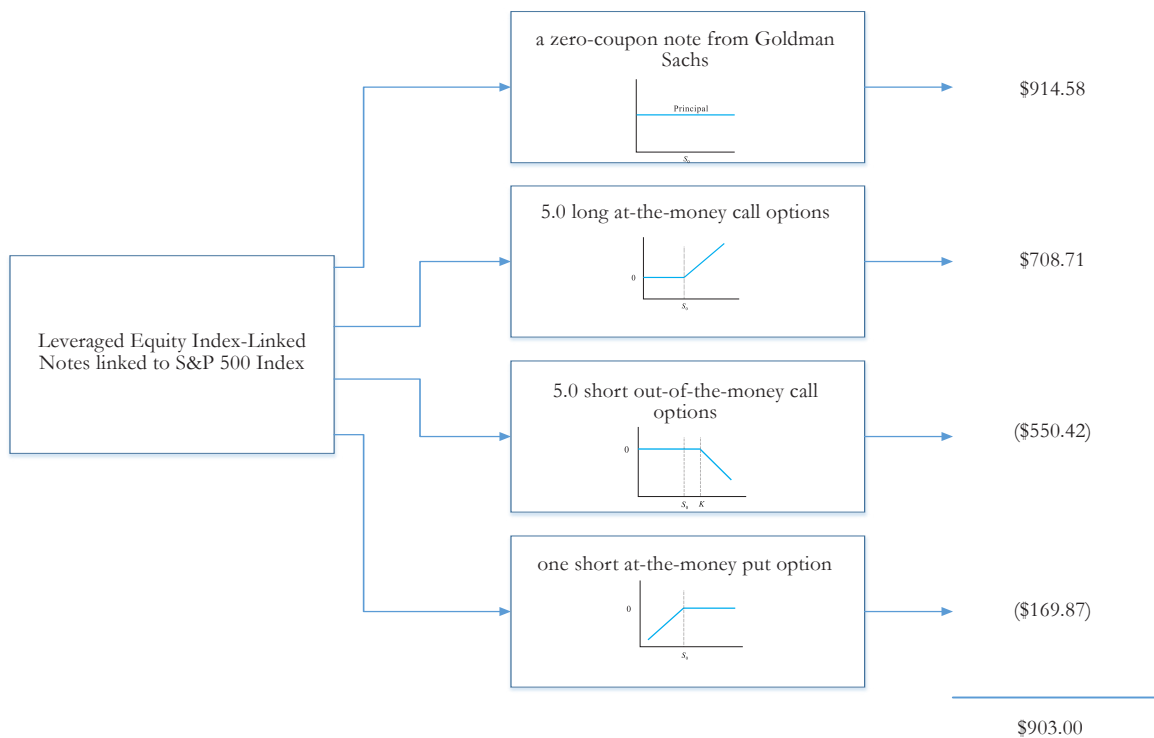 a zero-coupon note from Goldman
Sachs
Principal
S₀
$914.58
5.0 long at-the-money call options
0
S₀
$708.71
Leveraged Equity Index-Linked
Notes linked to S&P 500 Index
5.0 short out-of-the-money call
options
0
S₀ K
($550.42)
one short at-the-money put option
0
S₀
($169.87)
$903.00